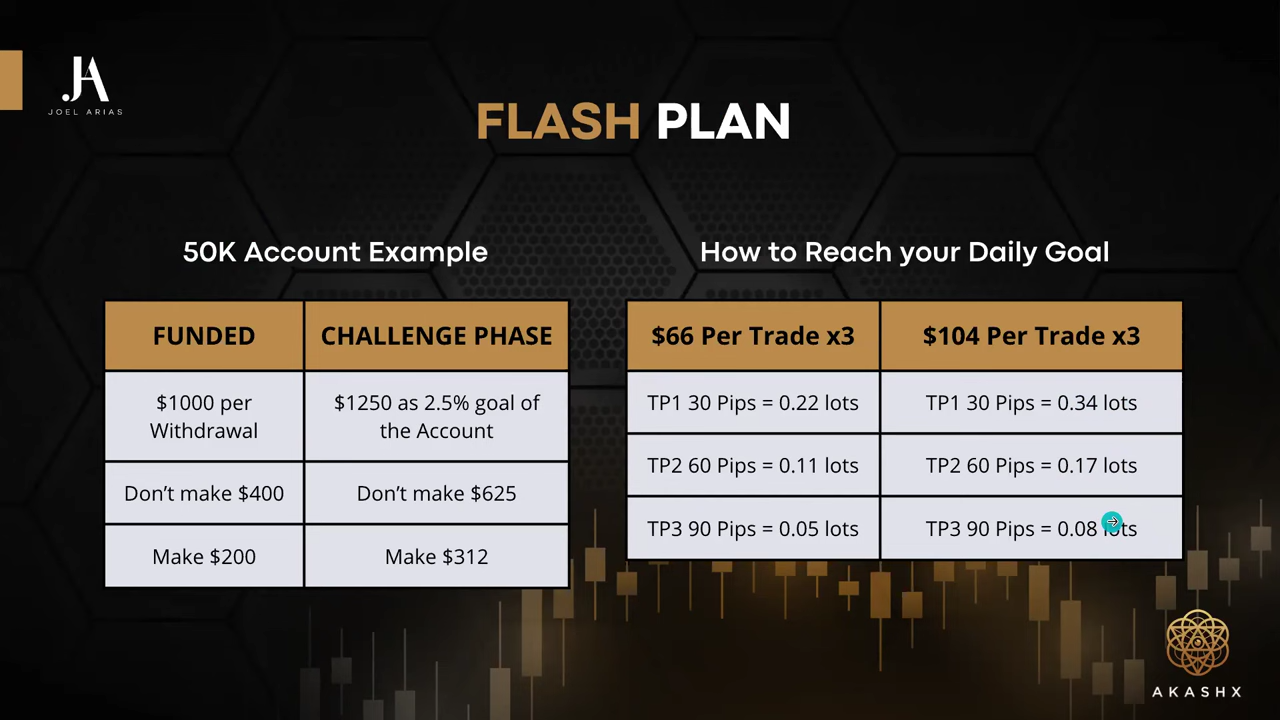 JA
JOEL ARIAS
FLASH PLAN
50K Account Example
FUNDED
CHALLENGE PHASE
$1000 per
Withdrawal
$1250 as 2.5% goal of
the Account
Don't make $400
Don't make $625
Make $200
Make $312
How to Reach your Daily Goal
$66 Per Trade x3
$104 Per Trade x3
TP1 30 Pips = 0.22 lots
TP1 30 Pips = 0.34 lots
TP2 60 Pips = 0.11 lots
TP2 60 Pips = 0.17 lots
TP3 90 Pips = 0.05 lots
TP3 90 Pips = 0.08 lots
AKASHX